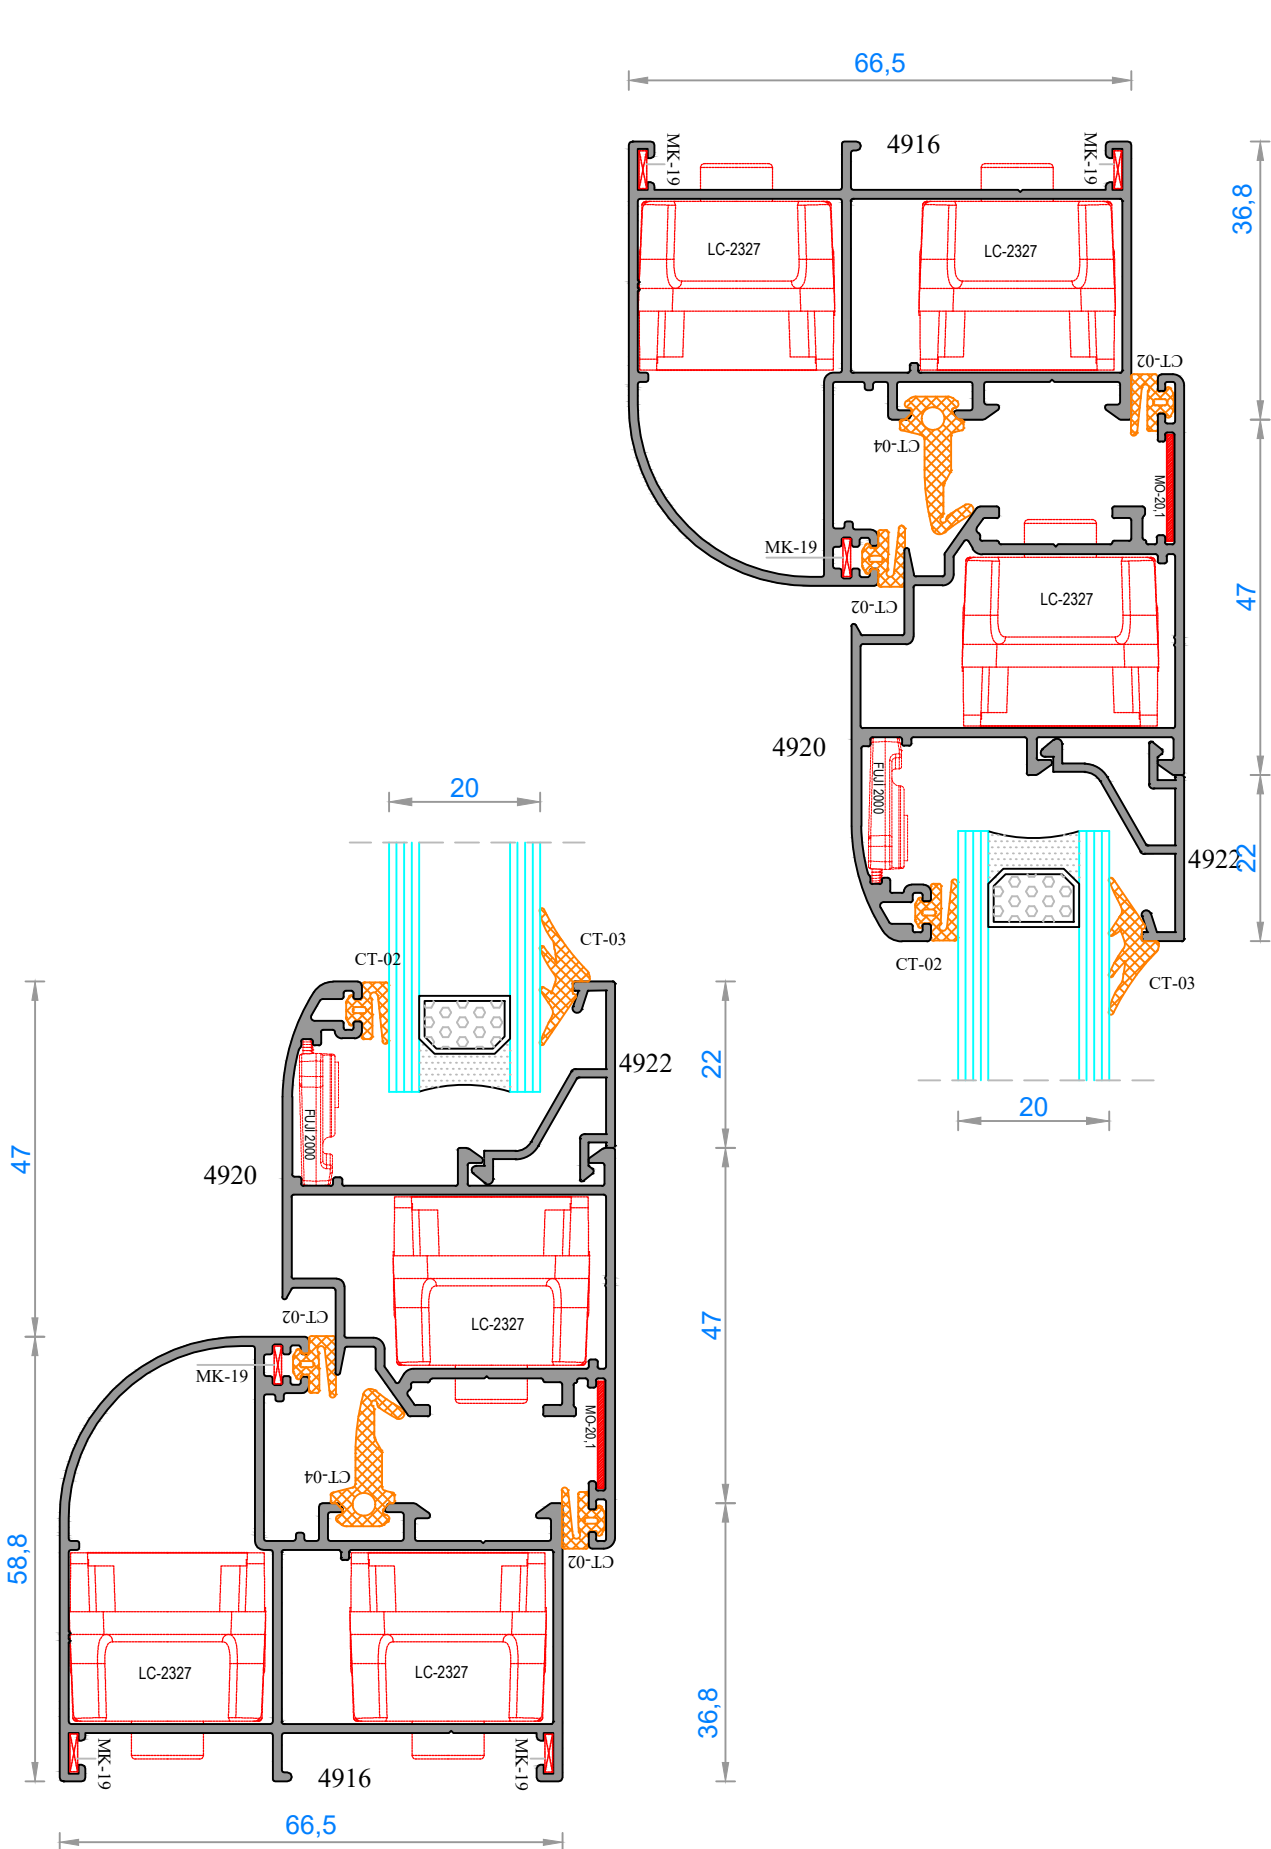 66,5
4916
MK-19
MK-19
36,8
LC-2327
LC-2327
CT-02
CT-04
MO-20,1
MK-19
CT-02
LC-2327
47
4920
FUJI 2000
20
4922
22
CT-03
CT-02
CT-02
CT-03
4922
22
20
FUJI 2000
4920
47
CT-02
LC-2327
47
MK-19
MO-20,1
CT-04
CT-02
58,8
LC-2327
LC-2327
36,8
MK-19
MK-19
4916
66,5